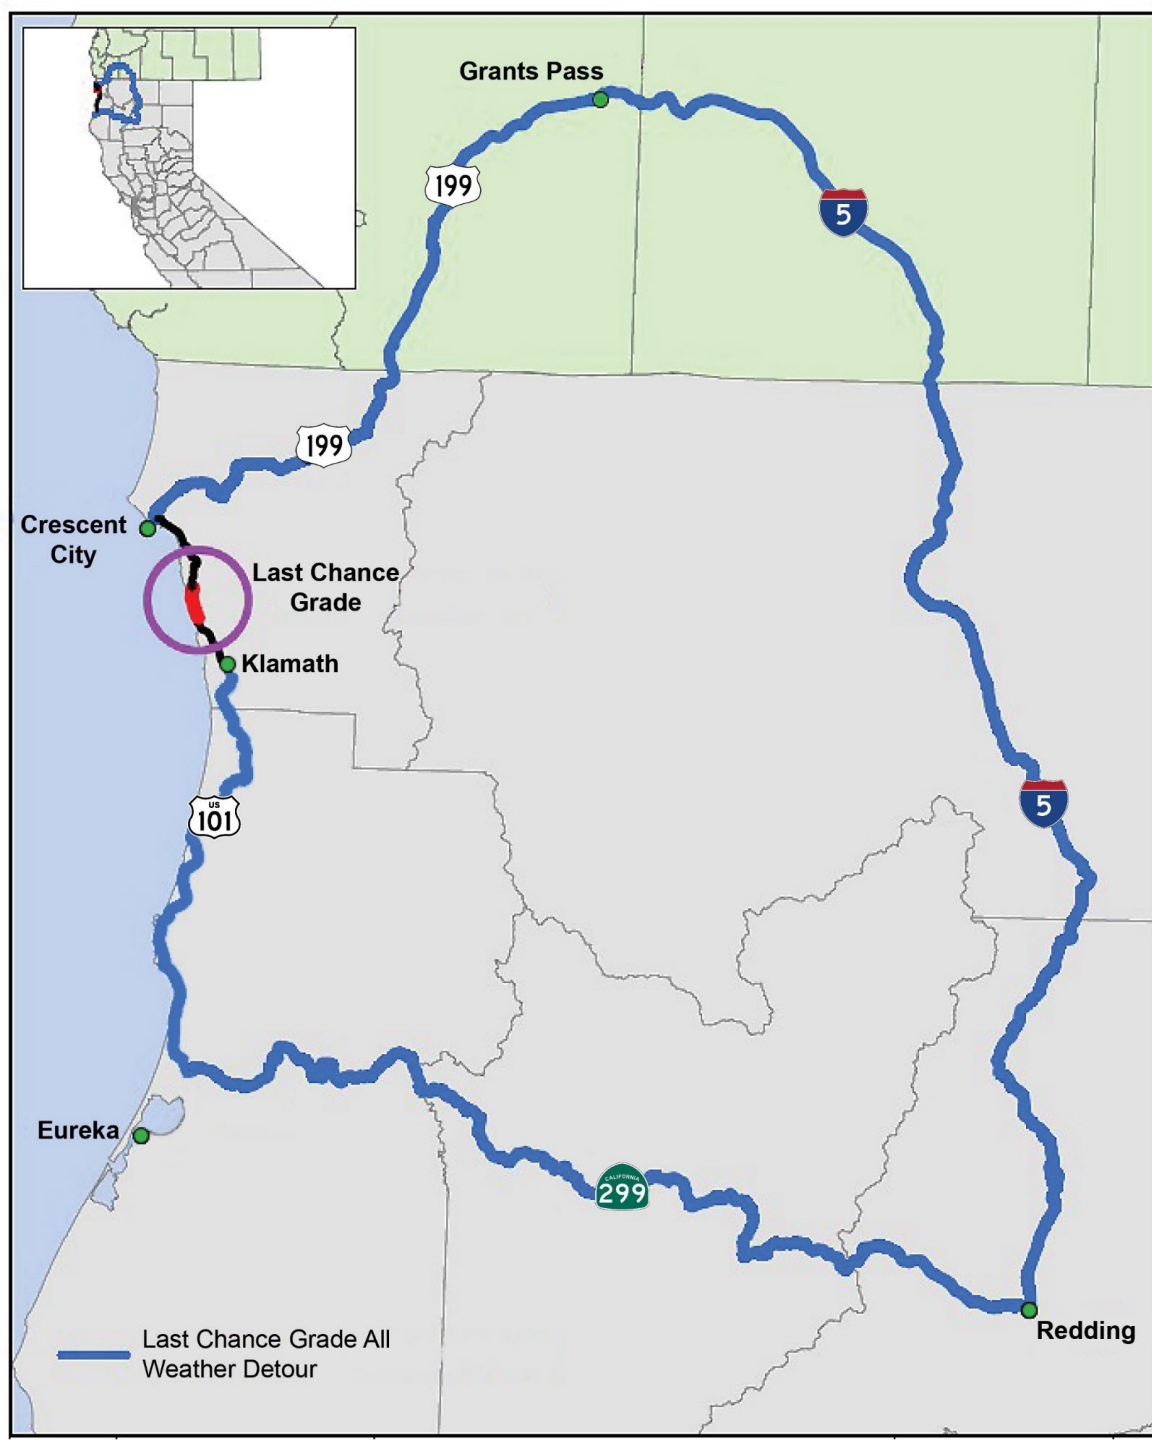 Grants Pass
199
5
199
Crescent
City
Last Chance
Grade
Klamath
US
101
5
Eureka
CALIFORNIA
299
Redding
Last Chance Grade All
Weather Detour